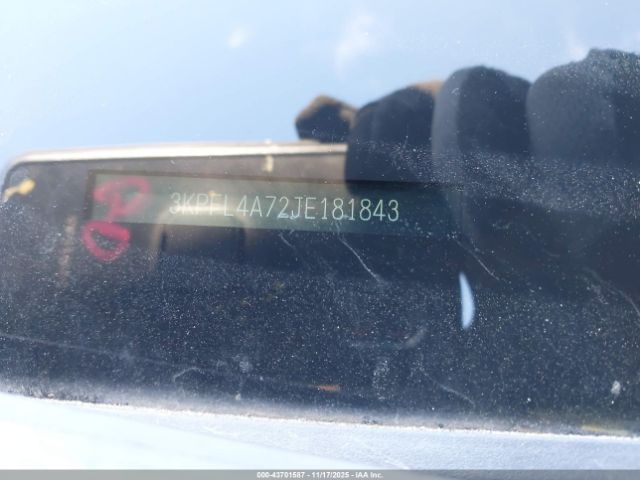 3KPFL4A72JE181843
000-43701587 - 11/17/2025 - IAA Inc.